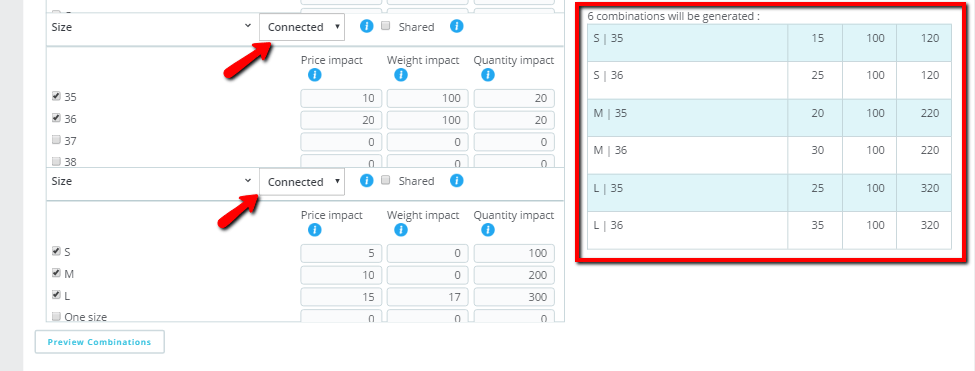 Size Connected Shared
Price impact Weight impact Quantity impact
35 10 100 20
36 20 100 20
37 0 0 0
38 0 0 0
Size Connected Shared
Price impact Weight impact Quantity impact
S 5 0 100
M 10 0 200
L 15 17 300
One size 0 0 0
Preview Combinations
6 combinations will be generated :
S | 35 15 100 120
S | 36 25 100 120
M | 35 20 100 220
M | 36 30 100 220
L | 35 25 100 320
L | 36 35 100 320